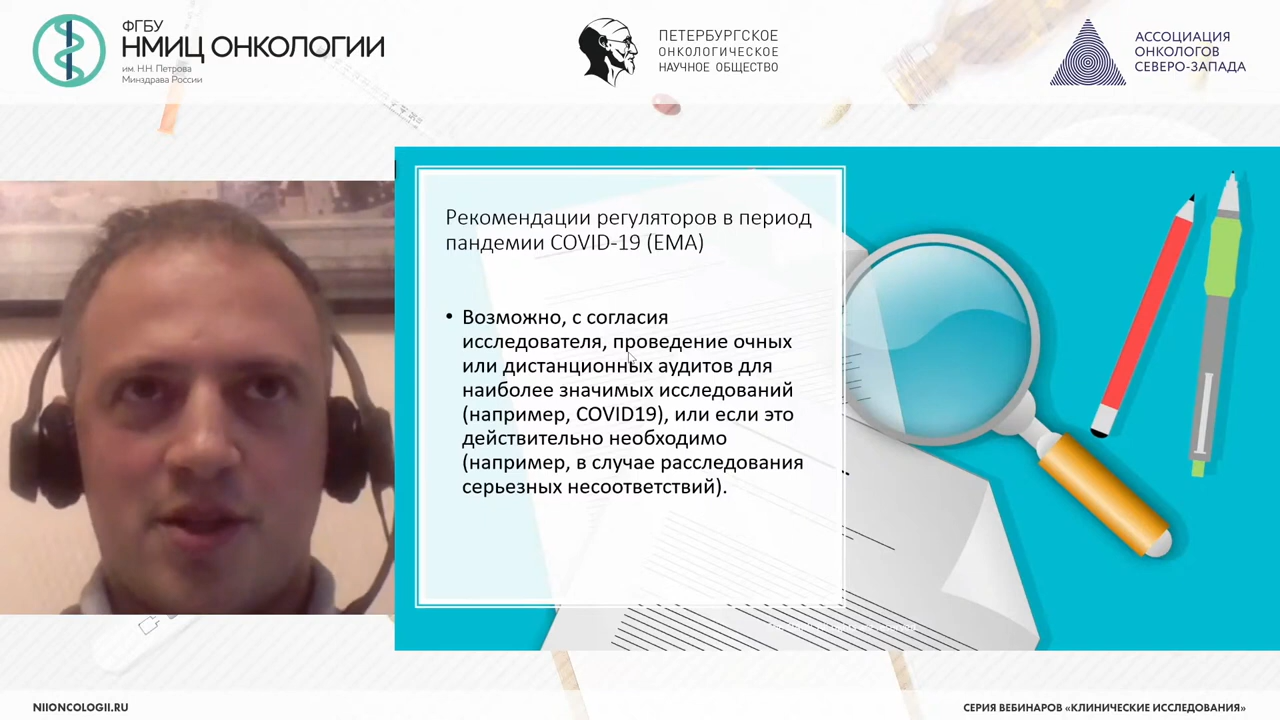 ФГБУ
НМИЦ ОНКОЛОГИИ
им. Н.Н. Петрова
Минздрава России
ПЕТЕРБУРГСКОЕ
ОНКОЛОГИЧЕСКОЕ
НАУЧНОЕ ОБЩЕСТВО
АССОЦИАЦИЯ
ОНКОЛОГОВ
СЕВЕРО-ЗАПАДА
Рекомендации регуляторов в период
пандемии COVID-19 (EMA)
• Возможно, с согласия
исследователя, проведение очных
или дистанционных аудитов для
наиболее значимых исследований
(например, COVID19), или если это
действительно необходимо
(например, в случае расследования
серьезных несоответствий).
NIIONCOLOGII.RU
СЕРИЯ ВЕБИНАРОВ «КЛИНИЧЕСКИЕ ИССЛЕДОВАНИЯ»